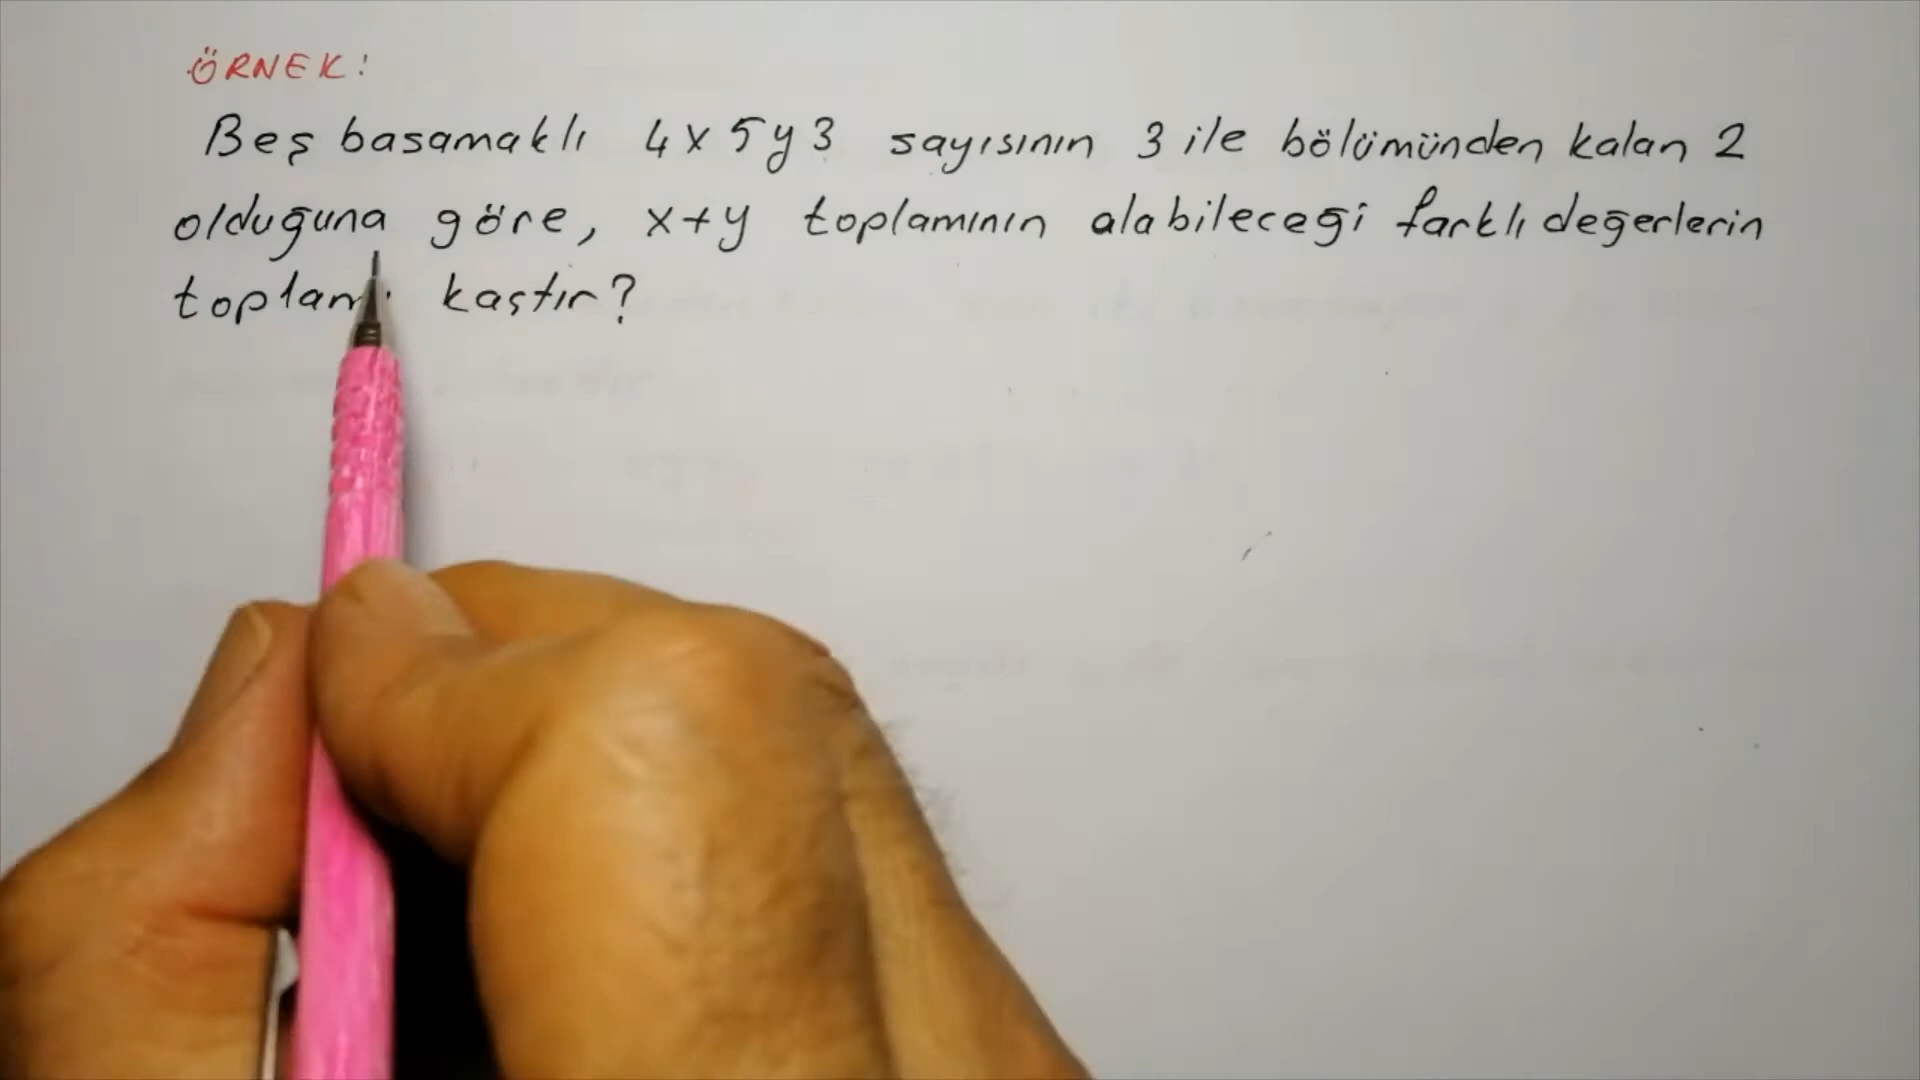 ÖRNEK:
Beş basamaklı 4x5y3 sayısının 3 ile bölümünden kalan 2
olduğuna göre, x+y toplamının alabileceği farklı değerlerin
toplamı kaçtır?